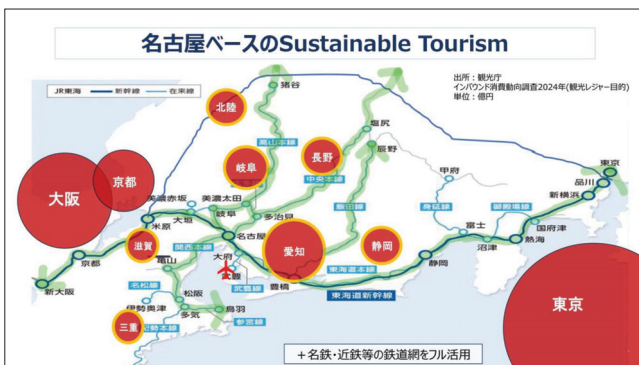 名古屋ベースのSustainable Tourism
出所：観光庁
インバウンド消費動向調査2024年(観光レジャー目的)
単位：億円
JR東海 新幹線 在来線
猪谷
北陸
高山本線
塩尻
辰野
岐阜
長野
中央本線
飯田線
甲府
身延線
富士
沼津
御殿場線
国府津
熱海
新横浜
品川
東京
大阪
京都
美濃赤坂
大垣
美濃太田
岐阜
多治見
米原
滋賀
関西本線
名古屋
大府
武豊
武豊線
愛知
静岡
東海道本線
静岡
豊橋
東海道新幹線
京都
新大阪
亀山
名松線
松阪
伊勢奥津
多気
鳥羽
参宮線
三重
紀勢本線
東京
＋名鉄・近鉄等の鉄道網をフル活用